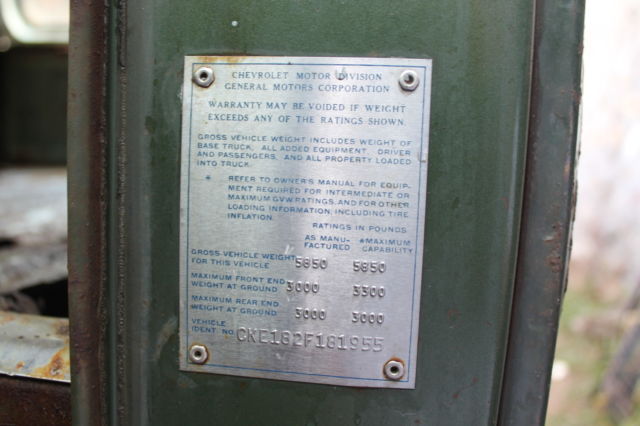 CHEVROLET MOTOR DIVISION
GENERAL MOTORS CORPORATION
WARRANTY MAY BE VOIDED IF WEIGHT
EXCEEDS ANY OF THE RATINGS SHOWN.
GROSS VEHICLE WEIGHT INCLUDES WEIGHT OF
BASE TRUCK, ALL ADDED EQUIPMENT, DRIVER
AND PASSENGERS, AND ALL PROPERTY LOADED
INTO TRUCK.
* REFER TO OWNER'S MANUAL FOR EQUIP-
MENT REQUIRED FOR INTERMEDIATE OR
MAXIMUM GVW RATINGS, AND FOR OTHER
LOADING INFORMATION, INCLUDING TIRE
INFLATION.
RATINGS IN POUNDS
AS MANU- *MAXIMUM
FACTURED CAPABILITY
GROSS VEHICLE WEIGHT
FOR THIS VEHICLE 5850 5850
MAXIMUM FRONT END
WEIGHT AT GROUND 3000 3300
MAXIMUM REAR END
WEIGHT AT GROUND 3000 3000
VEHICLE
IDENT. NO. CKE182F181955